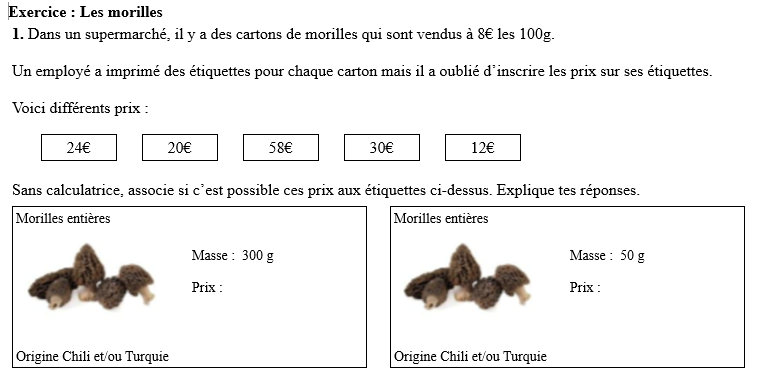 Exercice : Les morilles
1. Dans un supermarché, il y a des cartons de morilles qui sont vendus à 8€ les 100g.
Un employé a imprimé des étiquettes pour chaque carton mais il a oublié d'inscrire les prix sur ses étiquettes.
Voici différents prix :
24€ 20€ 58€ 30€ 12€
Sans calculatrice, associe si c'est possible ces prix aux étiquettes ci-dessus. Explique tes réponses.
Morilles entières
Masse : 300 g
Prix :
Origine Chili et/ou Turquie
Morilles entières
Masse : 50 g
Prix :
Origine Chili et/ou Turquie